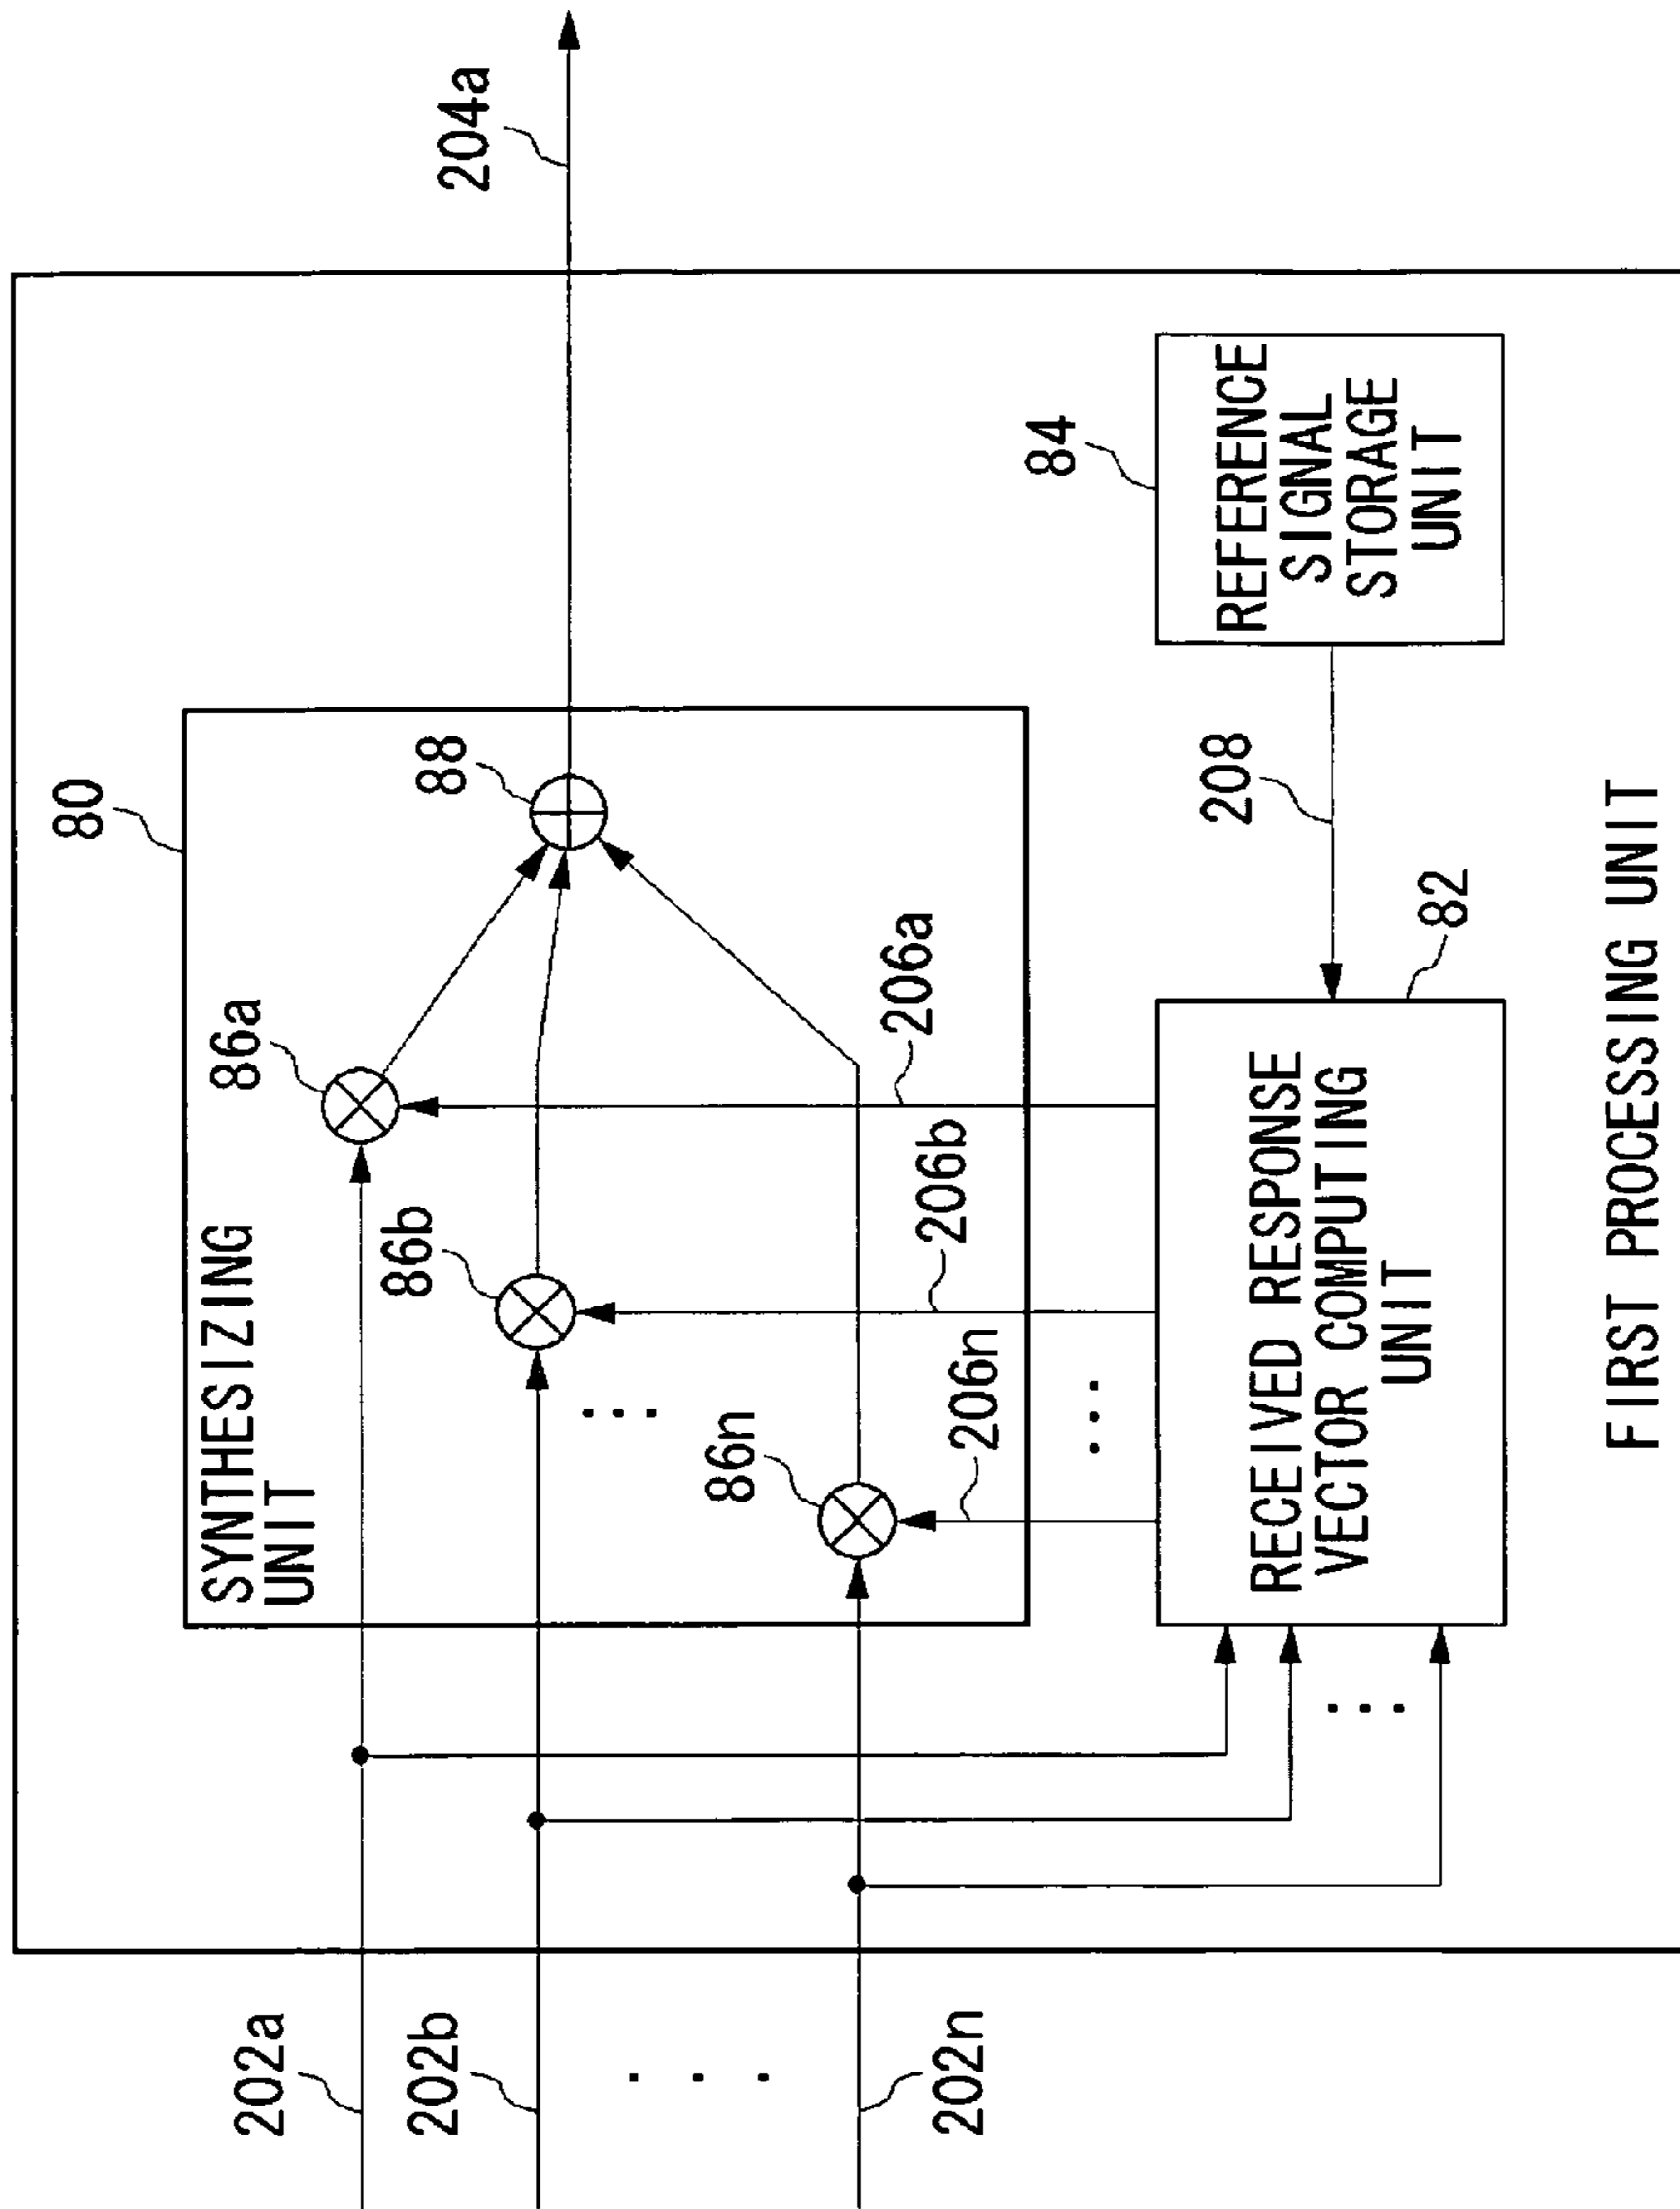 80
SYNTHESIZING
UNIT
86a
88
204a
86b
...
86n
202a
202b
...
202n
206a
206b
206n
...
84
REFERENCE
SIGNAL
STORAGE
UNIT
208
82
RECEIVED RESPONSE
VECTOR COMPUTING
UNIT
...
FIRST PROCESSING UNIT